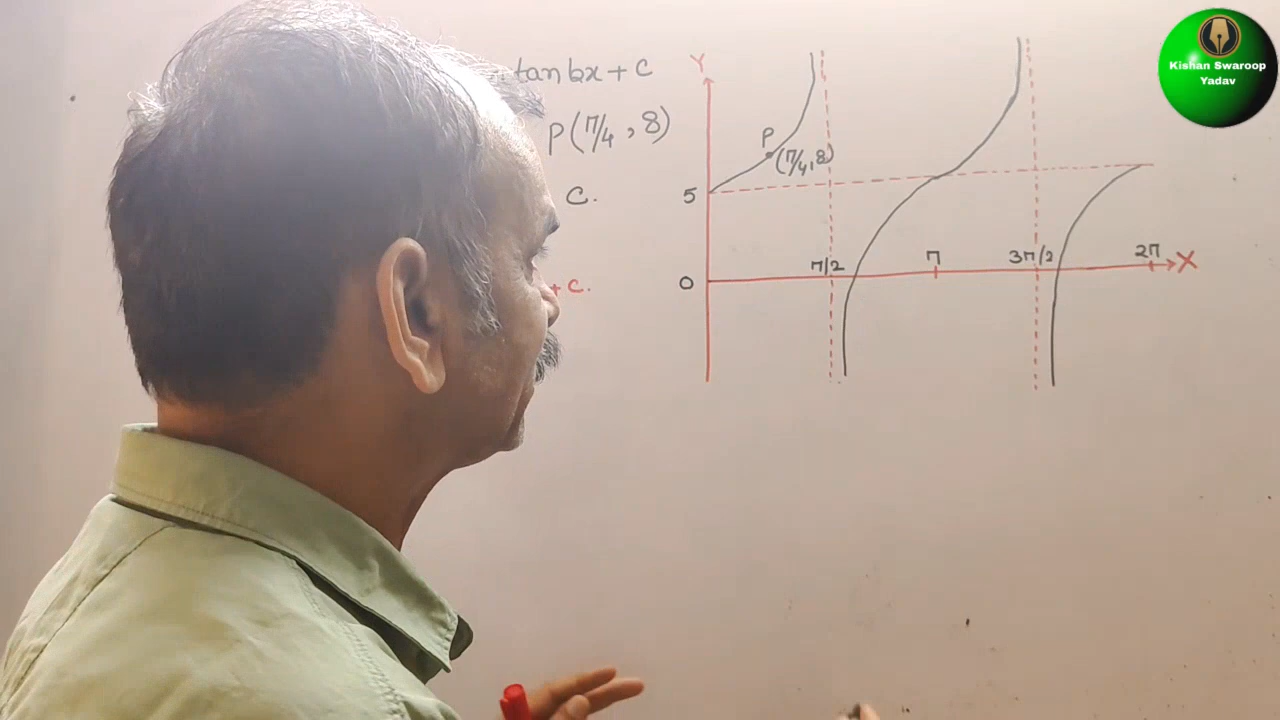 tan bx + c
P(π/4, 8)
c.
+ c.
Y
P
(π/4, 8)
5
π/2
π
3π/2
2π
X
0
Kishan Swaroop
Yadav